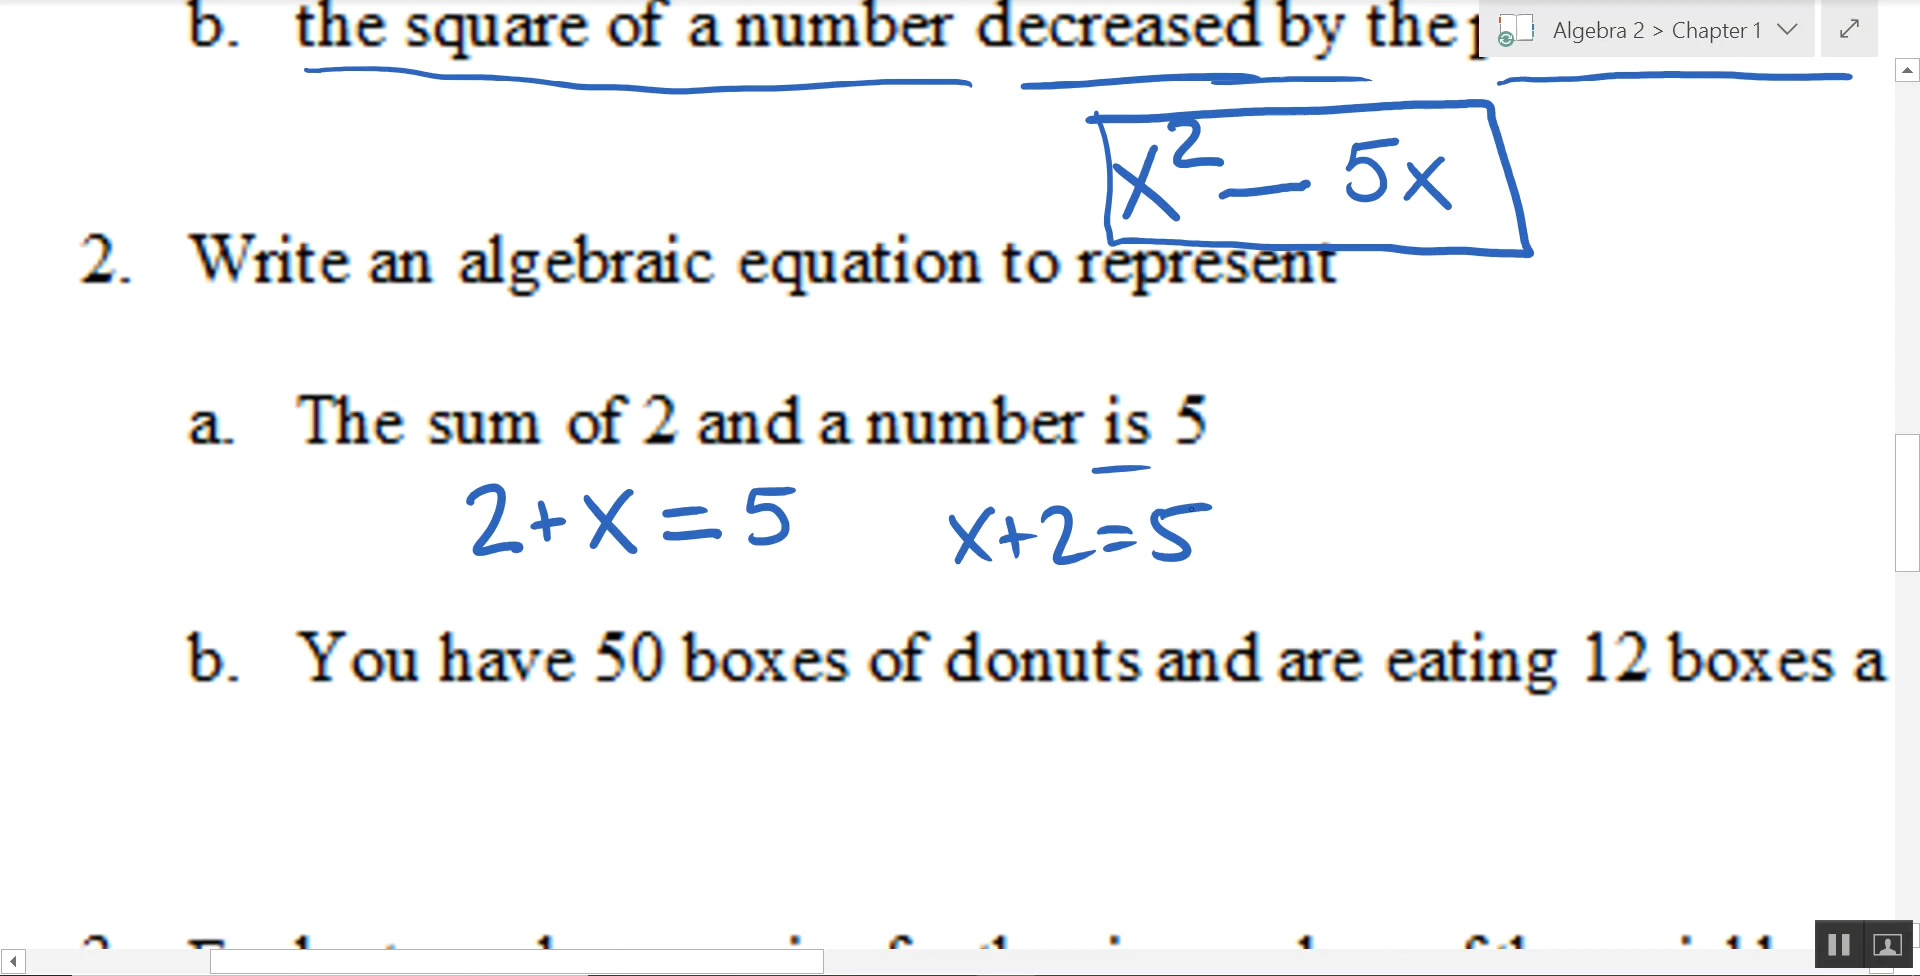 b. the square of a number decreased by the
Algebra 2 > Chapter 1
x² — 5x
2. Write an algebraic equation to represent
a. The sum of 2 and a number is 5
2+x=5 x+2=5
b. You have 50 boxes of donuts and are eating 12 boxes a